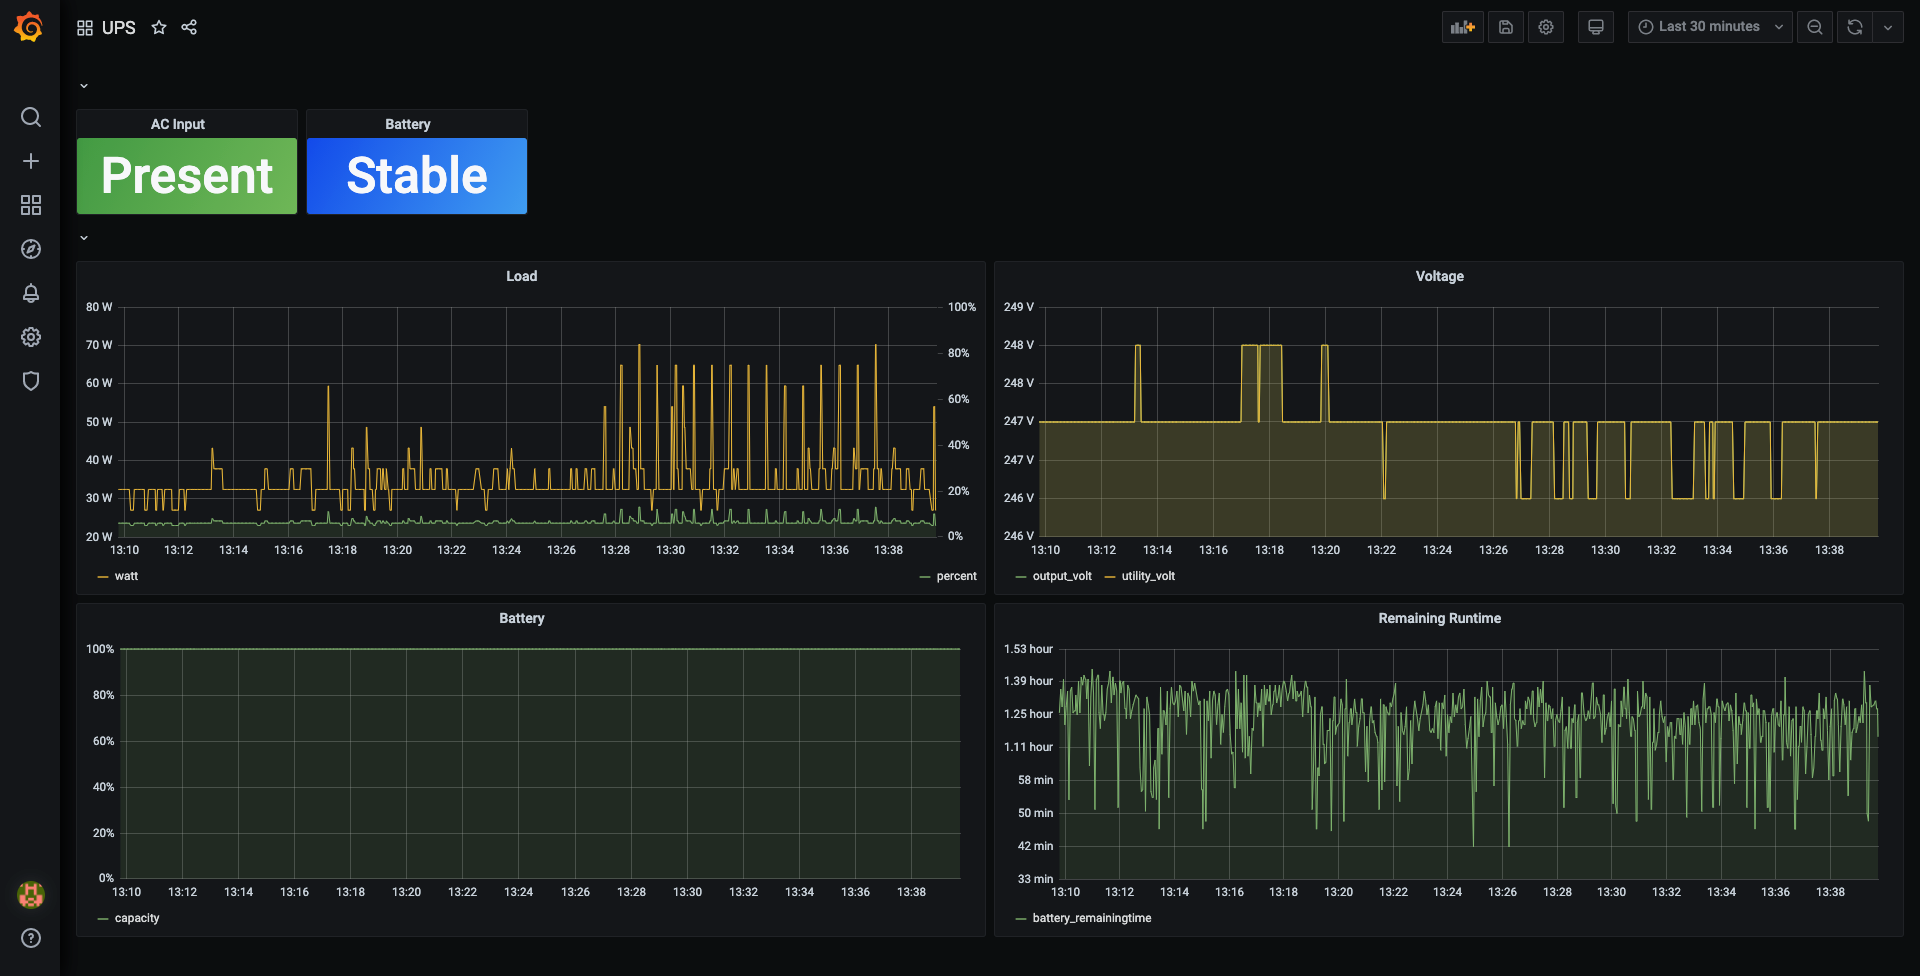 UPS
Last 30 minutes
AC Input
Present
Battery
Stable
Load
80 W
70 W
60 W
50 W
40 W
30 W
20 W
100%
80%
60%
40%
20%
0%
13:10 13:12 13:14 13:16 13:18 13:20 13:22 13:24 13:26 13:28 13:30 13:32 13:34 13:36 13:38
watt
percent
Voltage
249 V
248 V
248 V
247 V
247 V
246 V
246 V
13:10 13:12 13:14 13:16 13:18 13:20 13:22 13:24 13:26 13:28 13:30 13:32 13:34 13:36 13:38
output_volt utility_volt
Battery
100%
80%
60%
40%
20%
0%
13:10 13:12 13:14 13:16 13:18 13:20 13:22 13:24 13:26 13:28 13:30 13:32 13:34 13:36 13:38
capacity
Remaining Runtime
1.53 hour
1.39 hour
1.25 hour
1.11 hour
58 min
50 min
42 min
33 min
13:10 13:12 13:14 13:16 13:18 13:20 13:22 13:24 13:26 13:28 13:30 13:32 13:34 13:36 13:38
battery_remainingtime